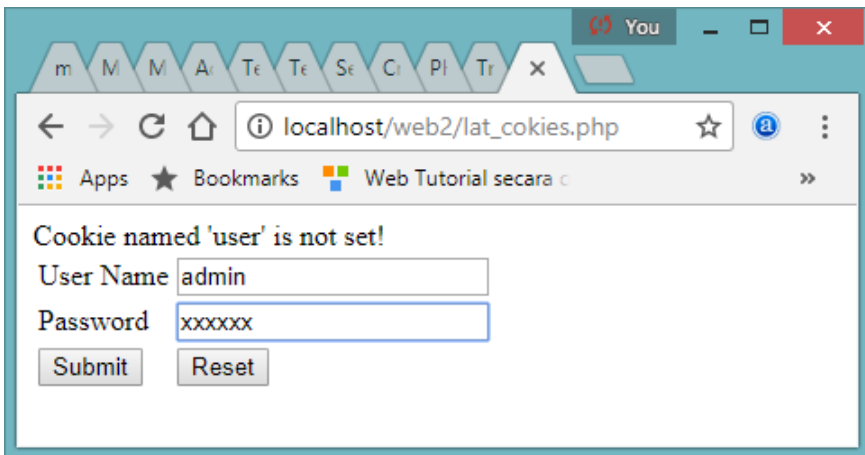 You
m M M A Te Te Se C Pl Tr
localhost/web2/lat_cokies.php
Apps Bookmarks Web Tutorial secara
Cookie named 'user' is not set!
User Name admin
Password xxxxxx
Submit Reset